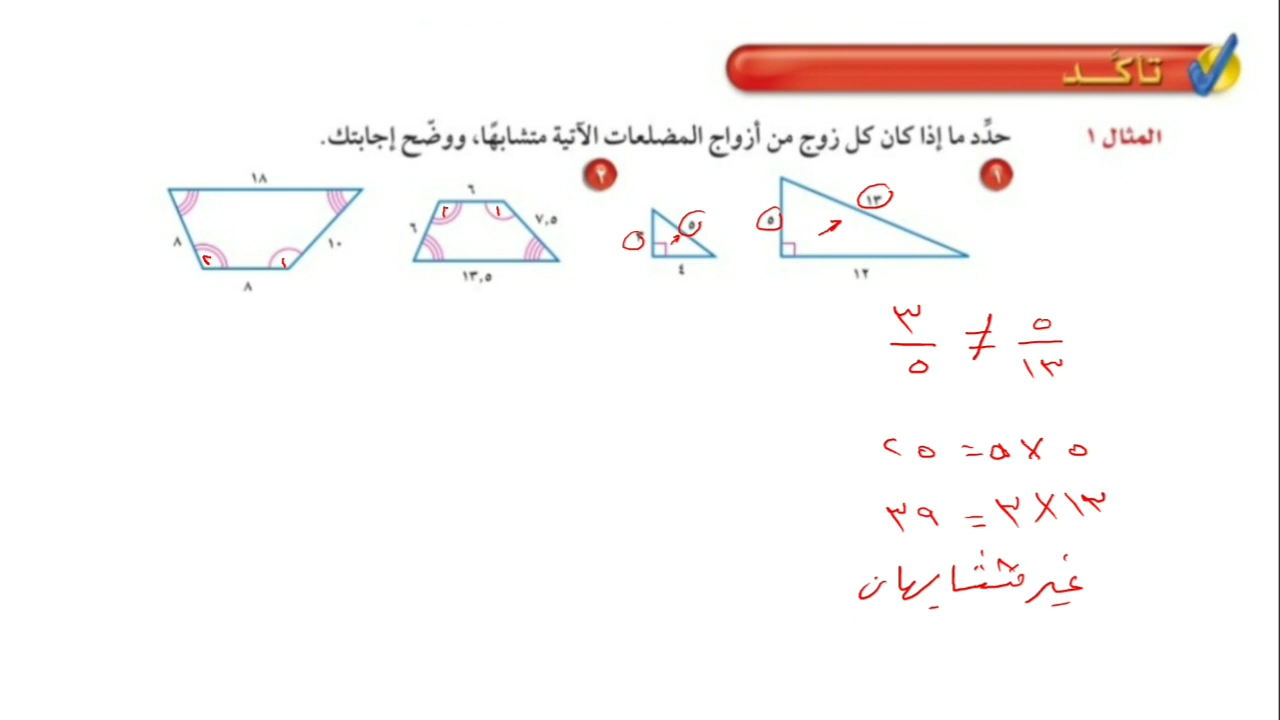 تأكد
المثال ١ حدِّد ما إذا كان كل زوج من أزواج المضلعات الآتية متشابهًا، ووضّح إجابتك.
١
٥ ١٣ ١٢
٣ ٥ ٤
٢
٦ ٦ ٧,٥ ١٣,٥ ٢ ١
١٨ ٨ ١٠ ٨ ٢ ١
٣/٥ ≠ ٥/١٣
٥ × ٥ = ٢٥
١٣ × ٣ = ٣٩
غير متشابهان